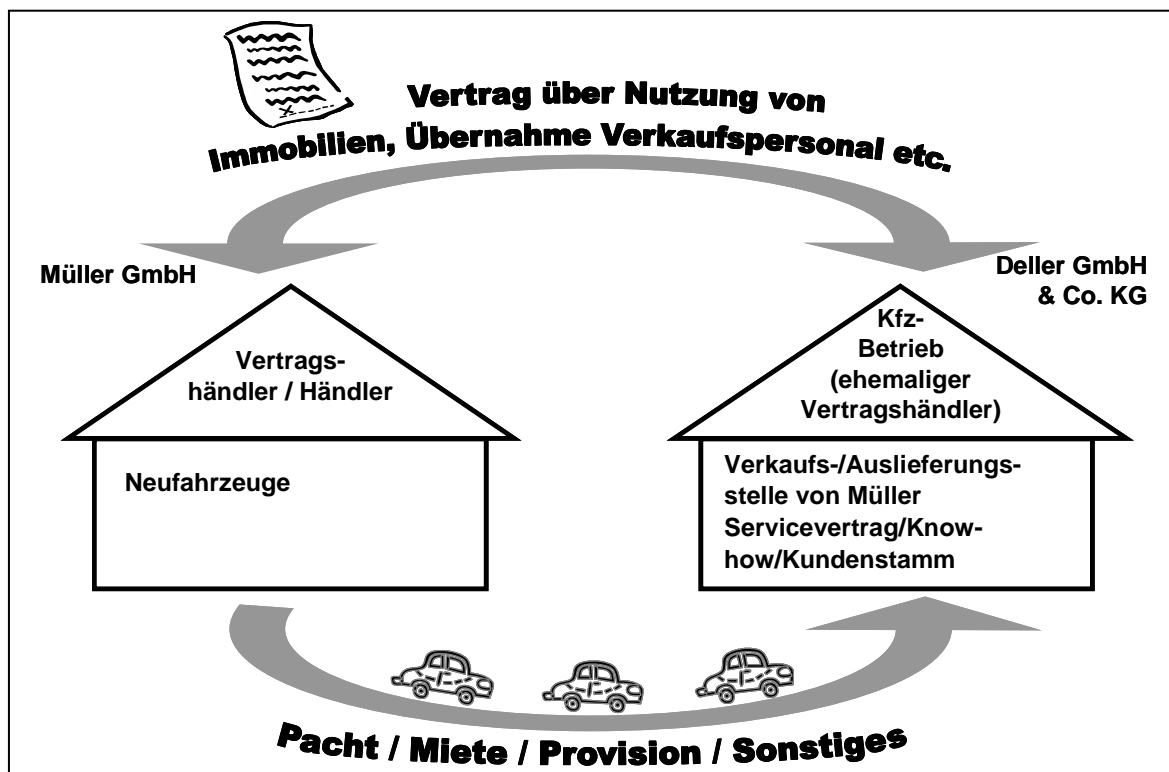 Vertrag über Nutzung von
Immobilien, Übernahme Verkaufspersonal etc.
Müller GmbH
Deller GmbH
& Co. KG
Vertrags-
händler / Händler
Kfz-
Betrieb
(ehemaliger
Vertragshändler)
Neufahrzeuge
Verkaufs-/Auslieferungs-
stelle von Müller
Servicevertrag/Know-
how/Kundenstamm
Pacht / Miete / Provision / Sonstiges